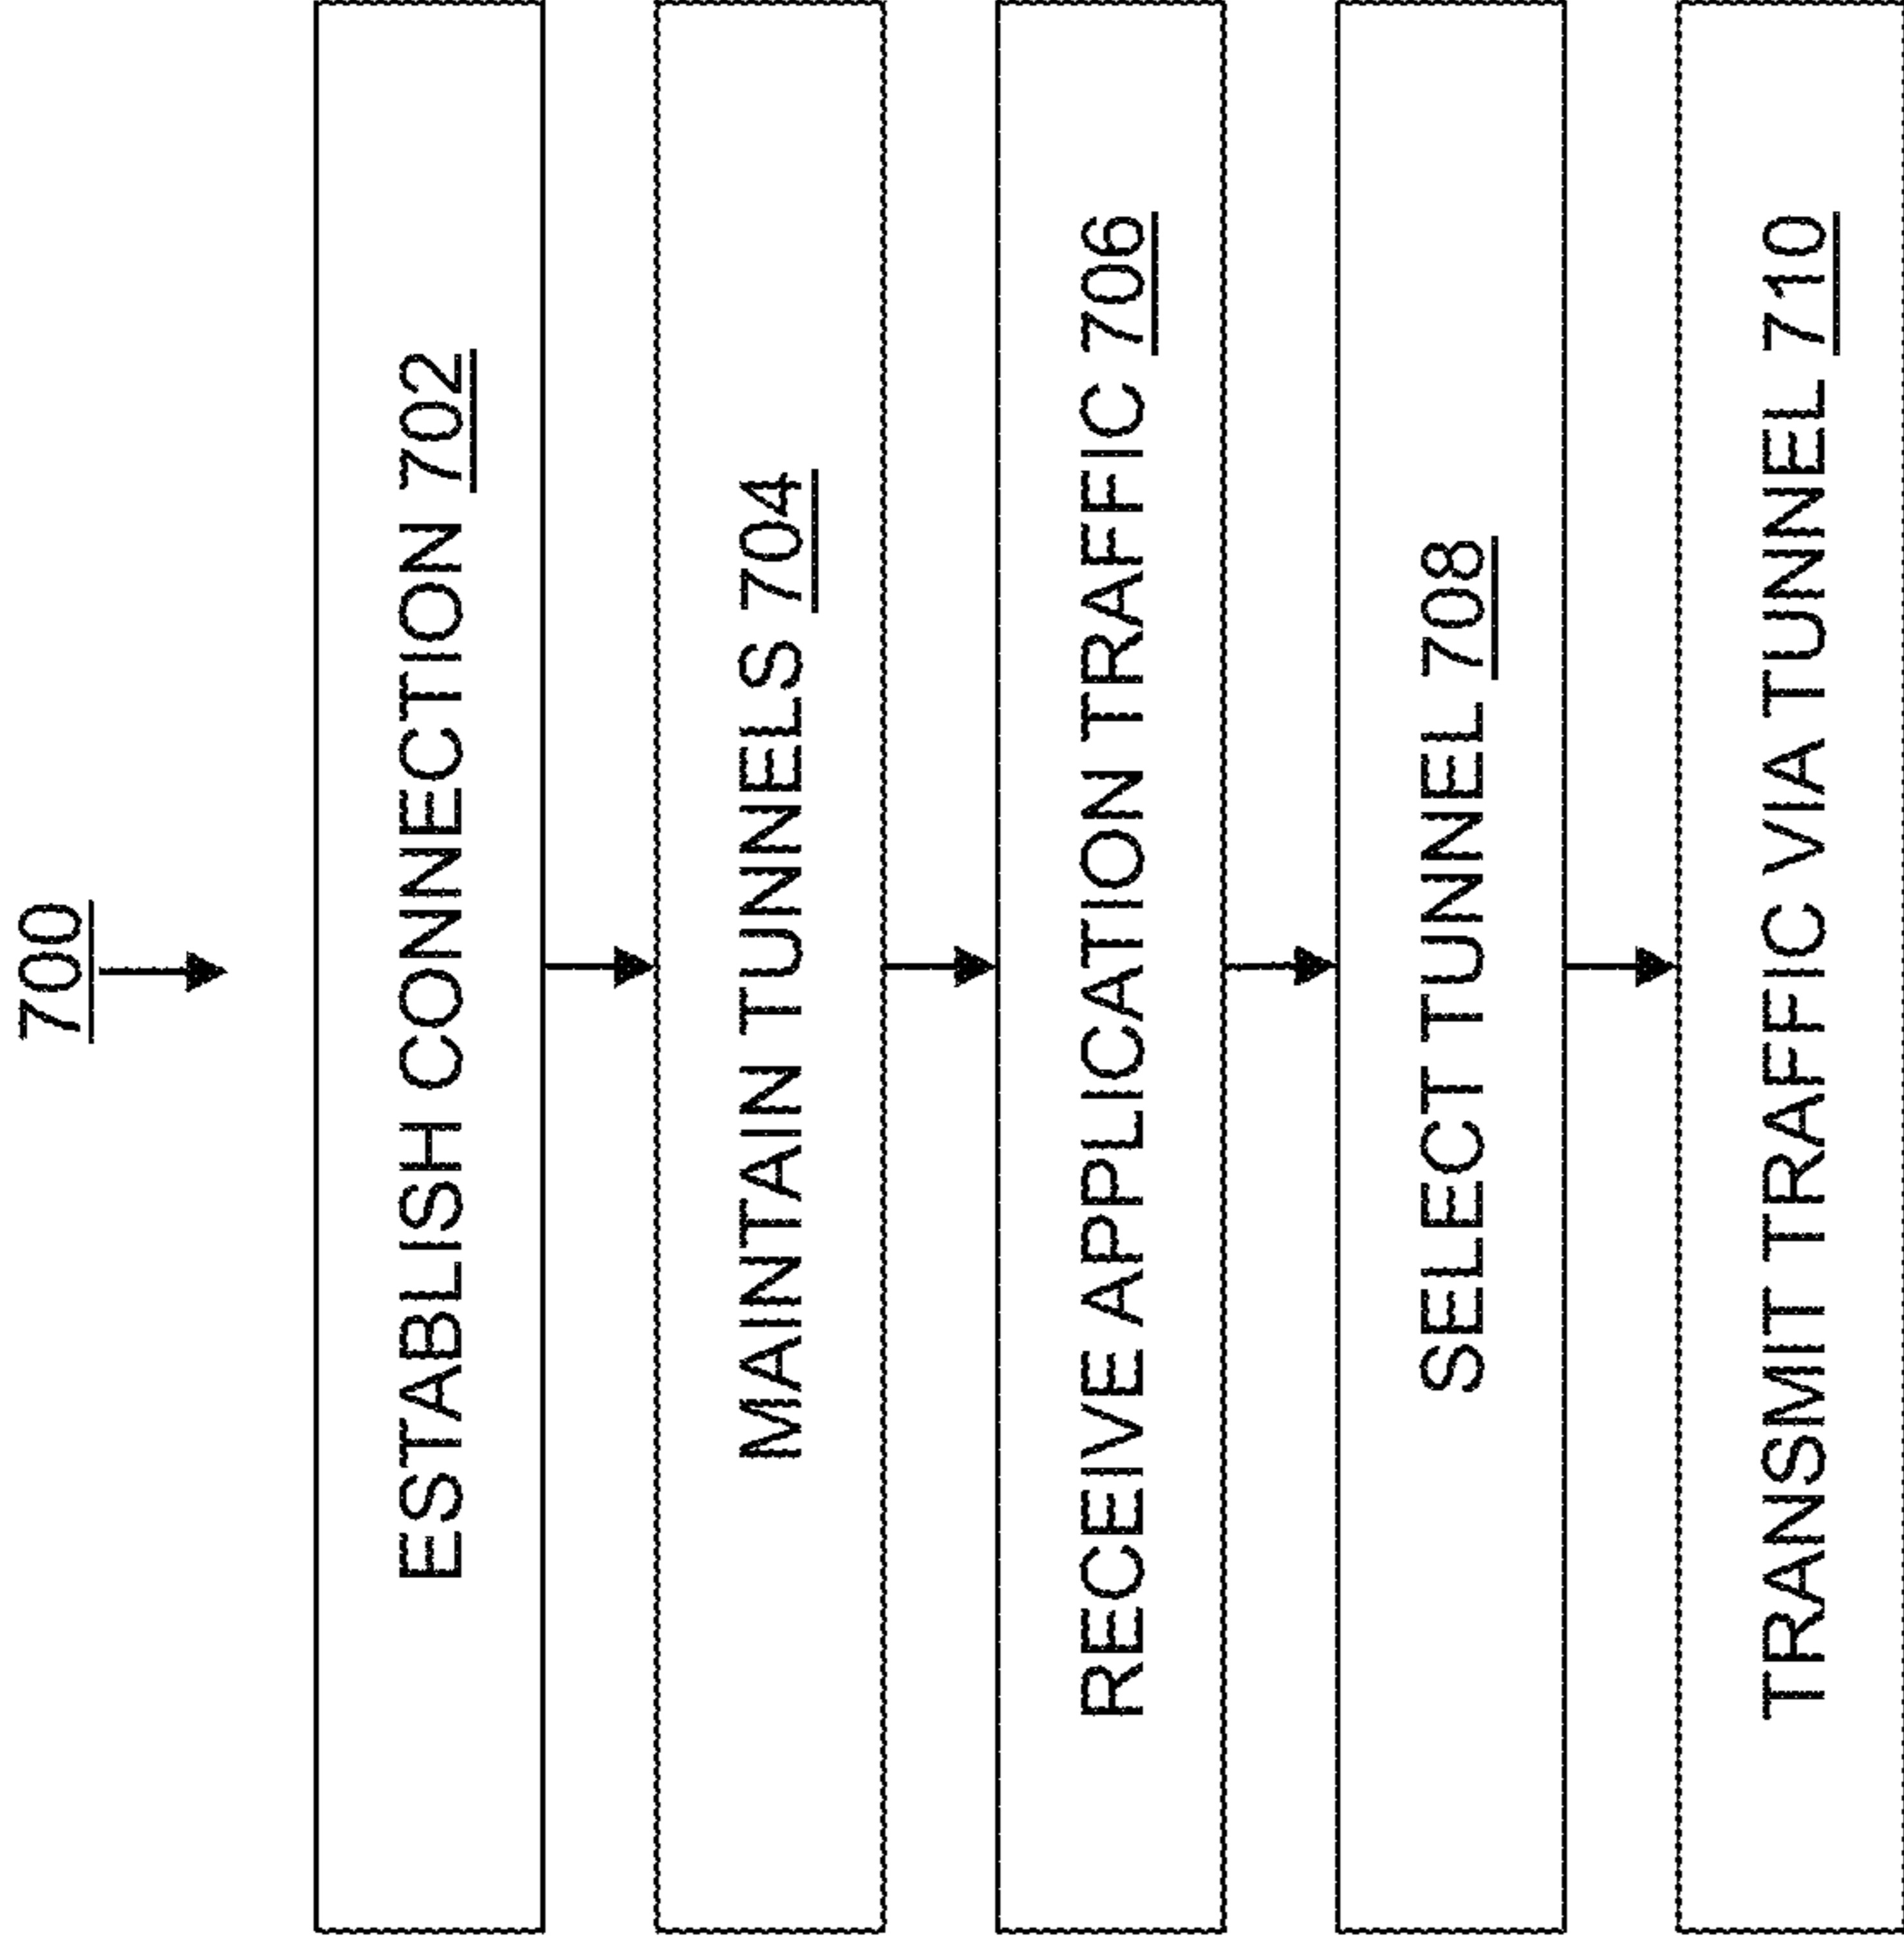 700
ESTABLISH CONNECTION 702
MAINTAIN TUNNELS 704
RECEIVE APPLICATION TRAFFIC 706
SELECT TUNNEL 708
TRANSMIT TRAFFIC VIA TUNNEL 710